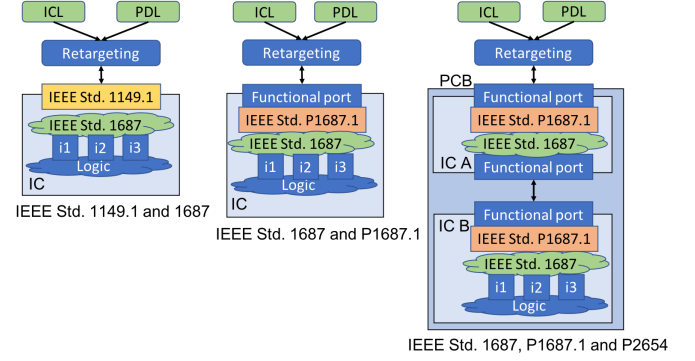 ICL PDL
Retargeting
IEEE Std. 1149.1
IEEE Std. 1687
i1 i2 i3
Logic
IC
IEEE Std. 1149.1 and 1687
ICL PDL
Retargeting
Functional port
IEEE Std. P1687.1
IEEE Std. 1687
i1 i2 i3
Logic
IC
IEEE Std. 1687 and P1687.1
ICL PDL
Retargeting
PCB
Functional port
IEEE Std. P1687.1
IEEE Std. 1687
IC A
Functional port
Functional port
IC B
IEEE Std. P1687.1
IEEE Std. 1687
i1 i2 i3
Logic
IEEE Std. 1687, P1687.1 and P2654